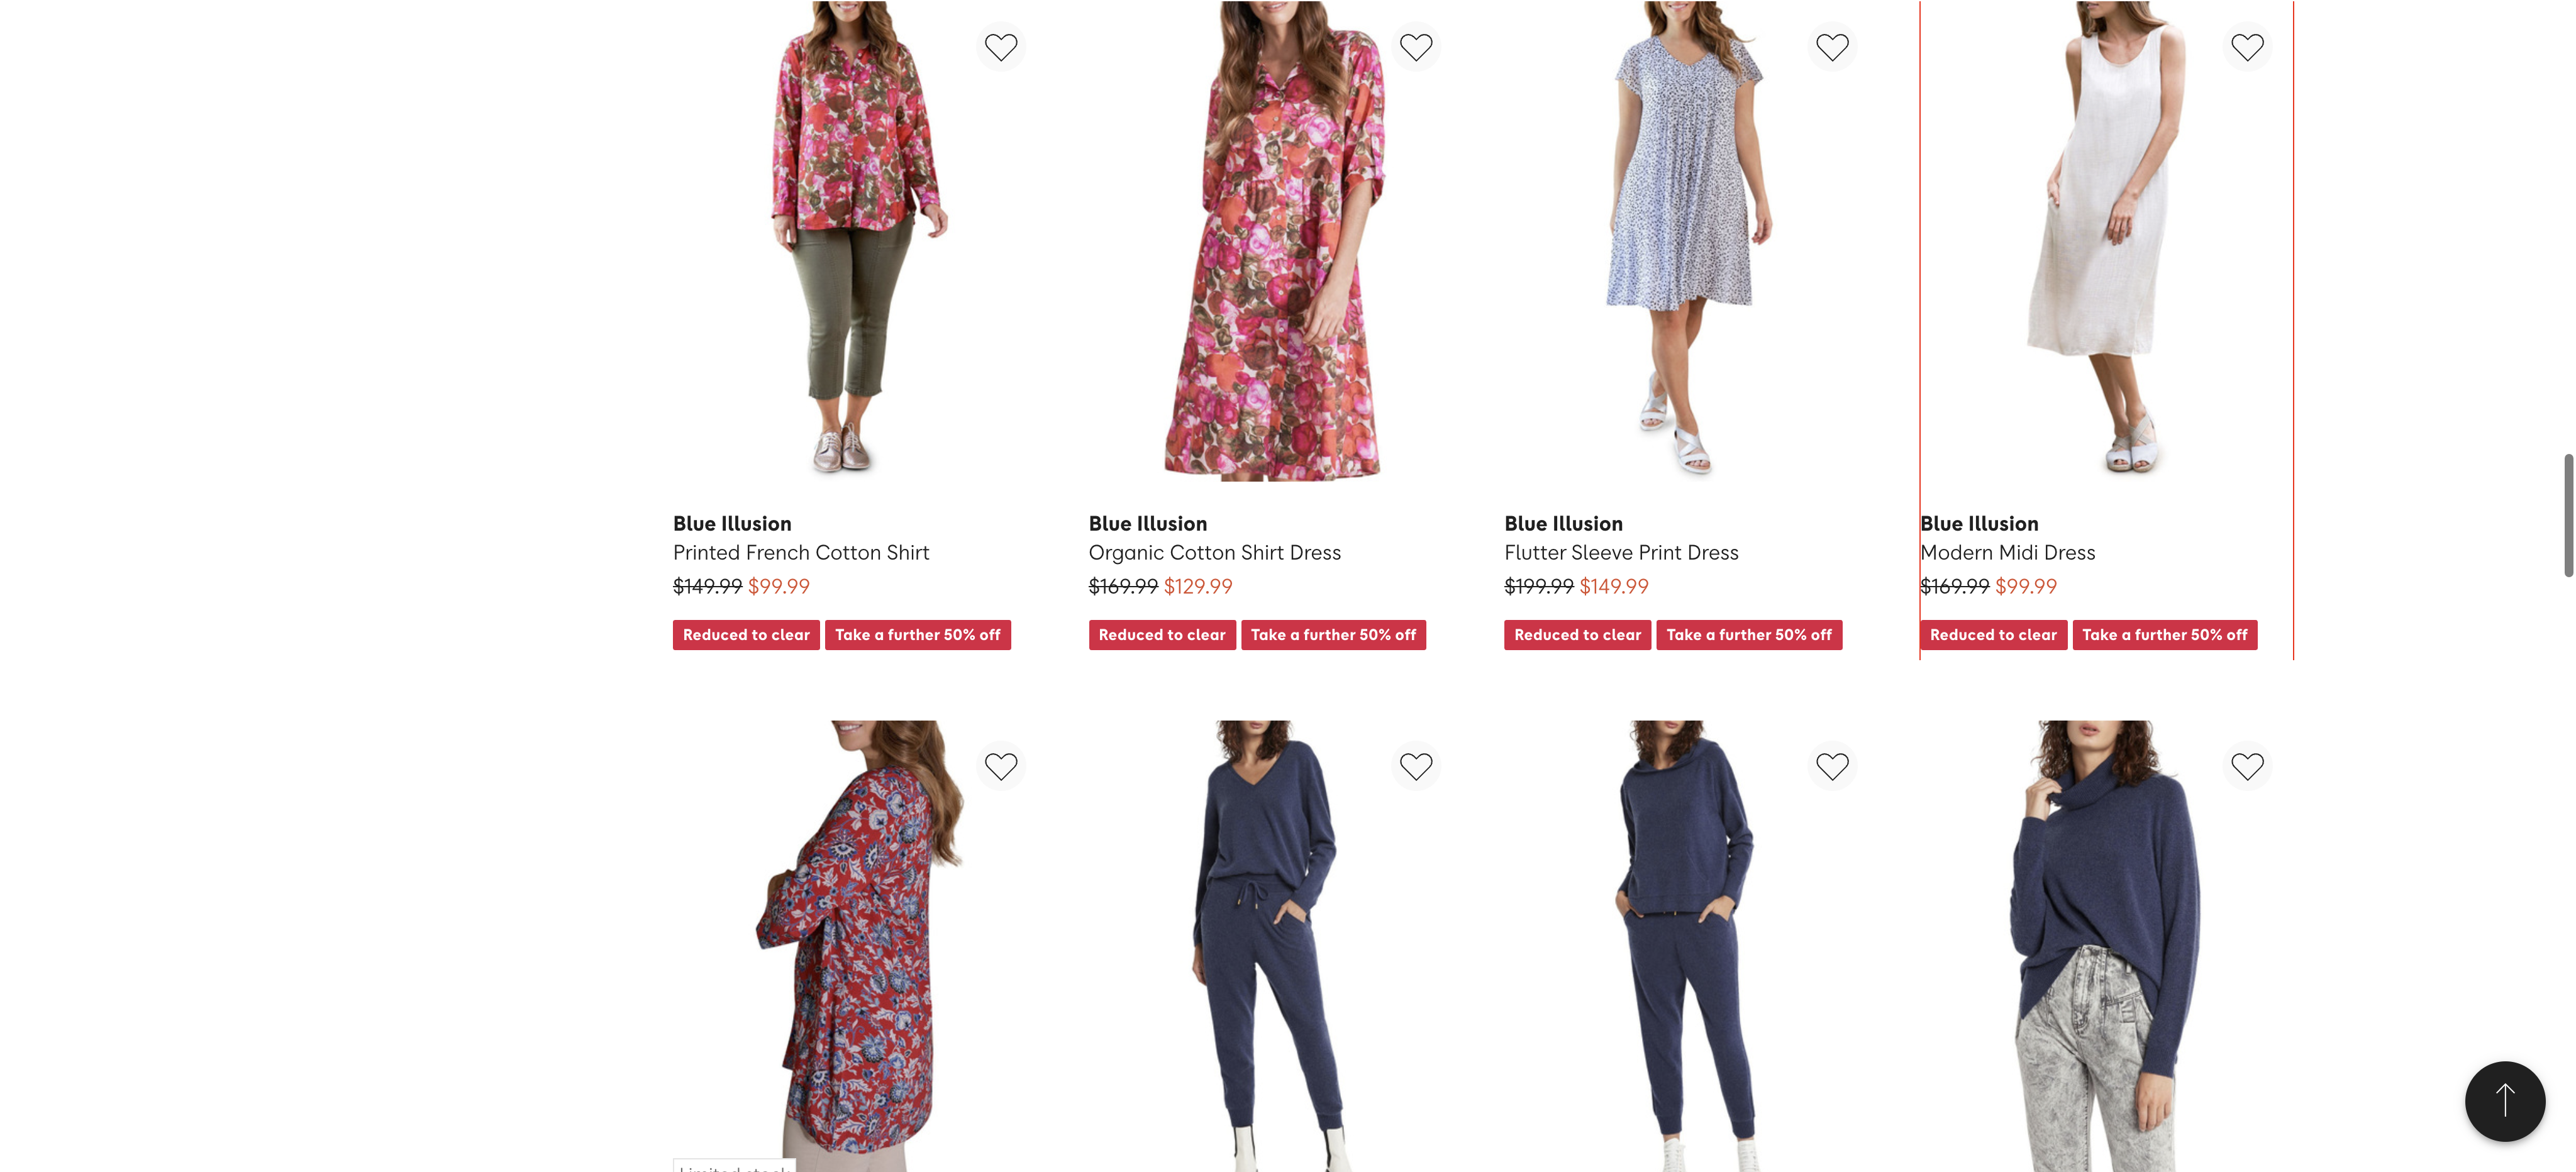 Blue Illusion
Printed French Cotton Shirt
$149.99 $99.99
Reduced to clear Take a further 50% off
Blue Illusion
Organic Cotton Shirt Dress
$169.99 $129.99
Reduced to clear Take a further 50% off
Blue Illusion
Flutter Sleeve Print Dress
$199.99 $149.99
Reduced to clear Take a further 50% off
Blue Illusion
Modern Midi Dress
$169.99 $99.99
Reduced to clear Take a further 50% off
Limited stock